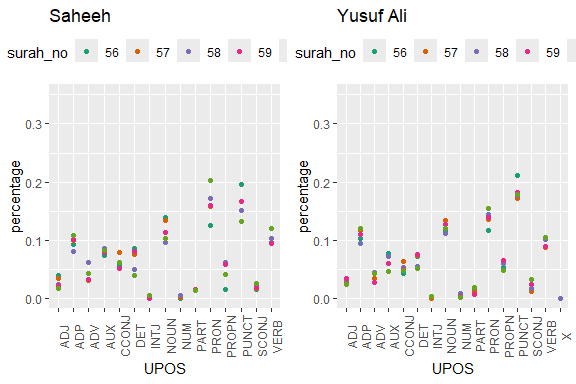 Saheeh
surah_no 56 57 58 59
percentage
0.3
0.2
0.1
0.0
ADJ ADP ADV AUX CCONJ DET INTJ NOUN NUM PART PRON PROPN PUNCT SCONJ VERB
UPOS
Yusuf Ali
surah_no 56 57 58 59
percentage
0.3
0.2
0.1
0.0
ADJ ADP ADV AUX CCONJ DET INTJ NOUN NUM PART PRON PROPN PUNCT SCONJ VERB X
UPOS